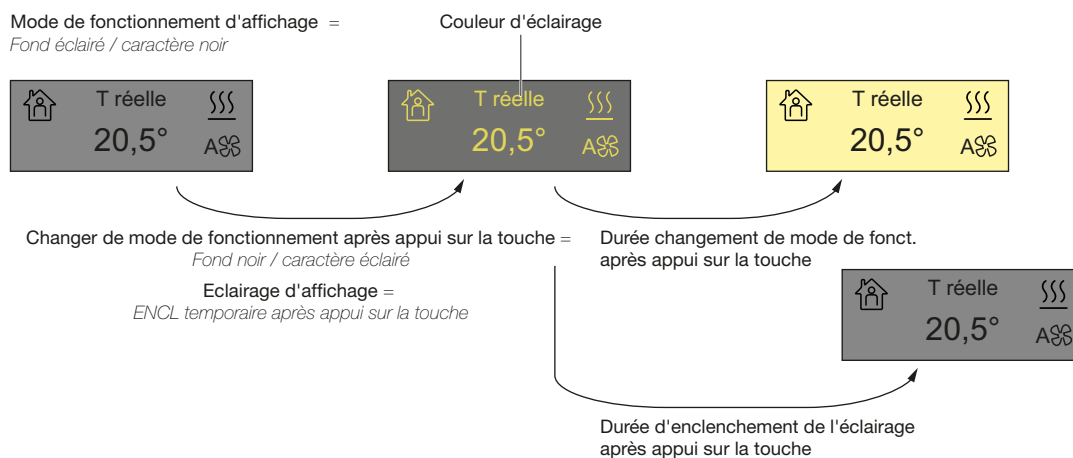 Mode de fonctionnement d'affichage =
Fond éclairé / caractère noir
Couleur d'éclairage
T réelle
20,5°
A
T réelle
20,5°
A
T réelle
20,5°
A
Changer de mode de fonctionnement après appui sur la touche =
Fond noir / caractère éclairé
Eclairage d'affichage =
ENCL temporaire après appui sur la touche
Durée changement de mode de fonct.
après appui sur la touche
T réelle
20,5°
A
Durée d'enclenchement de l'éclairage
après appui sur la touche